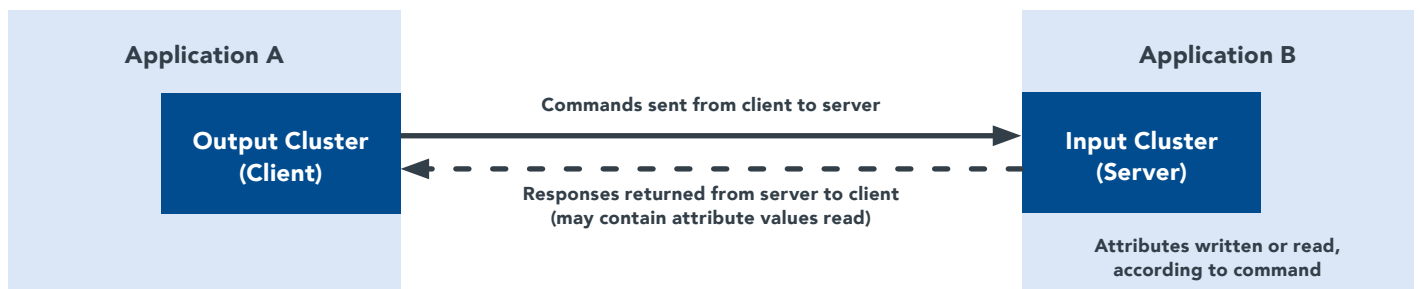 Application A
Application B
Commands sent from client to server
Output Cluster
(Client)
Input Cluster
(Server)
Responses returned from server to client
(may contain attribute values read)
Attributes written or read,
according to command